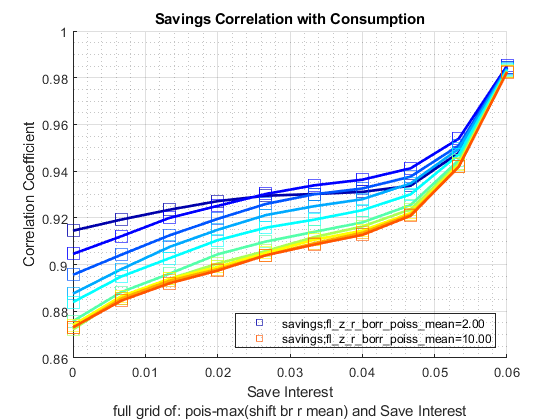 Savings Correlation with Consumption
Correlation Coefficient
1
0.98
0.96
0.94
0.92
0.9
0.88
0.86
savings;fl_z_r_borr_poiss_mean=2.00
savings;fl_z_r_borr_poiss_mean=10.00
0 0.01 0.02 0.03 0.04 0.05 0.06
Save Interest
full grid of: pois-max(shift br r mean) and Save Interest